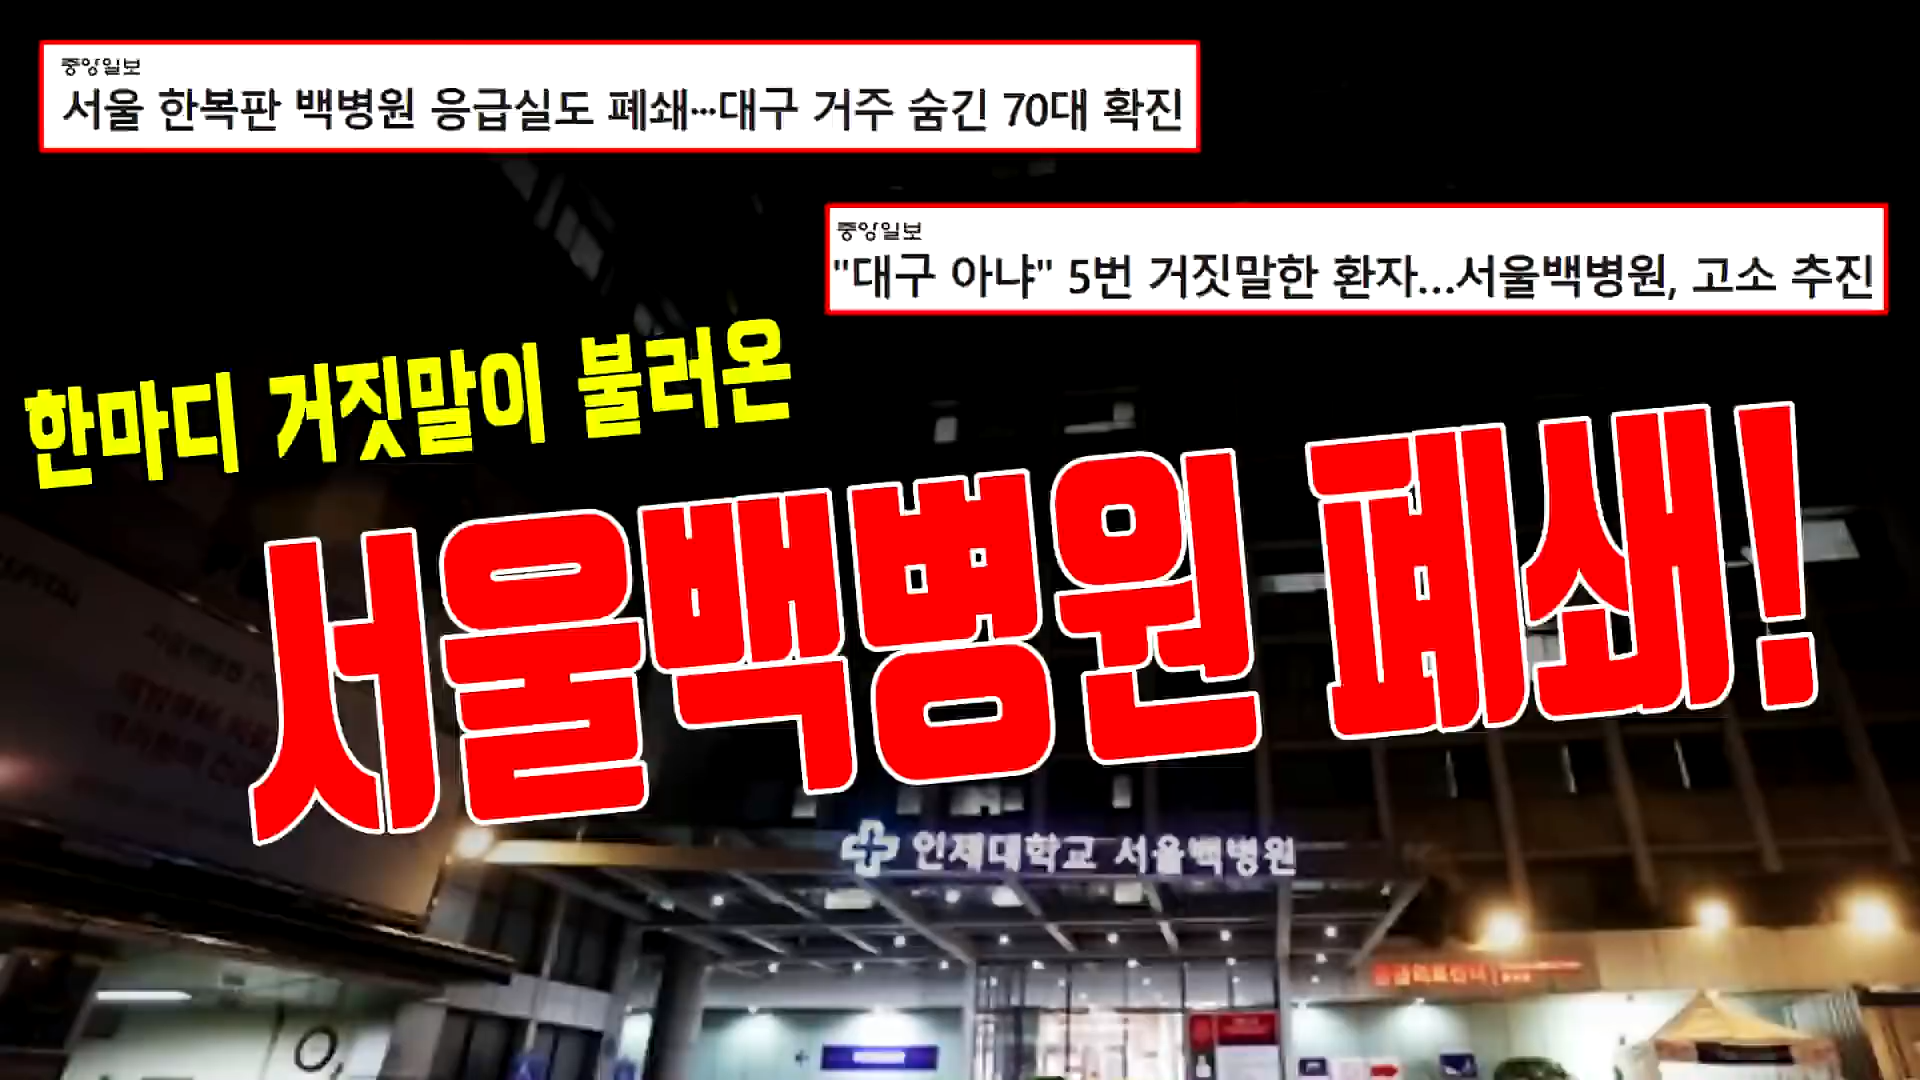 중앙일보
서울 한복판 백병원 응급실도 폐쇄…대구 거주 숨긴 70대 확진
중앙일보
"대구 아냐" 5번 거짓말한 환자...서울백병원, 고소 추진
한마디 거짓말이 불러온
서울백병원 폐쇄!
인제대학교 서울백병원